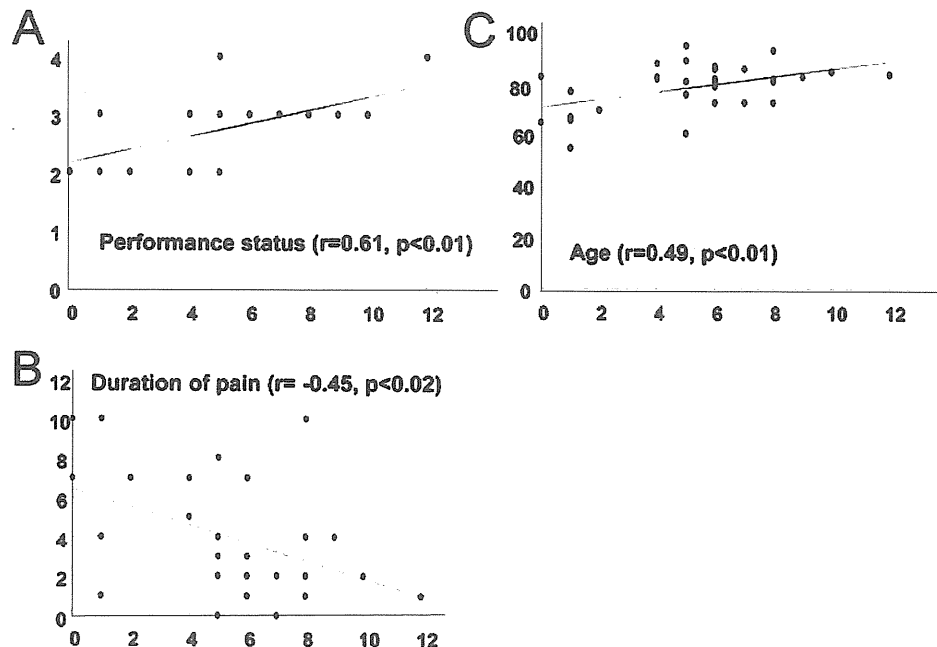 A
4
3
2
1
0
Performance status (r=0.61, p<0.01)
0 2 4 6 8 10 12
C
100
80
60
40
20
0
Age (r=0.49, p<0.01)
0 2 4 6 8 10 12
B
Duration of pain (r= -0.45, p<0.02)
12
10
8
6
4
2
0
0 2 4 6 8 10 12